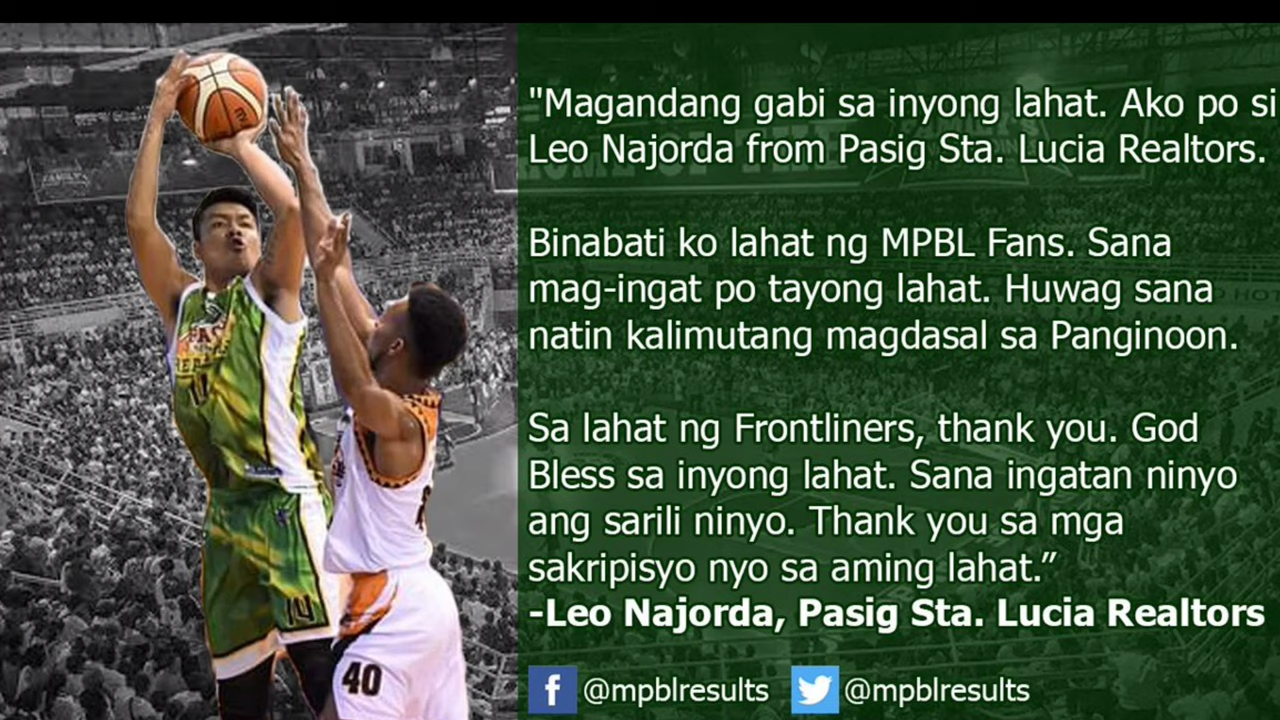 "Magandang gabi sa inyong lahat. Ako po si
Leo Najorda from Pasig Sta. Lucia Realtors.
Binabati ko lahat ng MPBL Fans. Sana
mag-ingat po tayong lahat. Huwag sana
natin kalimutang magdasal sa Panginoon.
Sa lahat ng Frontliners, thank you. God
Bless sa inyong lahat. Sana ingatan ninyo
ang sarili ninyo. Thank you sa mga
sakripisyo nyo sa aming lahat.”
-Leo Najorda, Pasig Sta. Lucia Realtors
@mpblresults @mpblresults
14
40